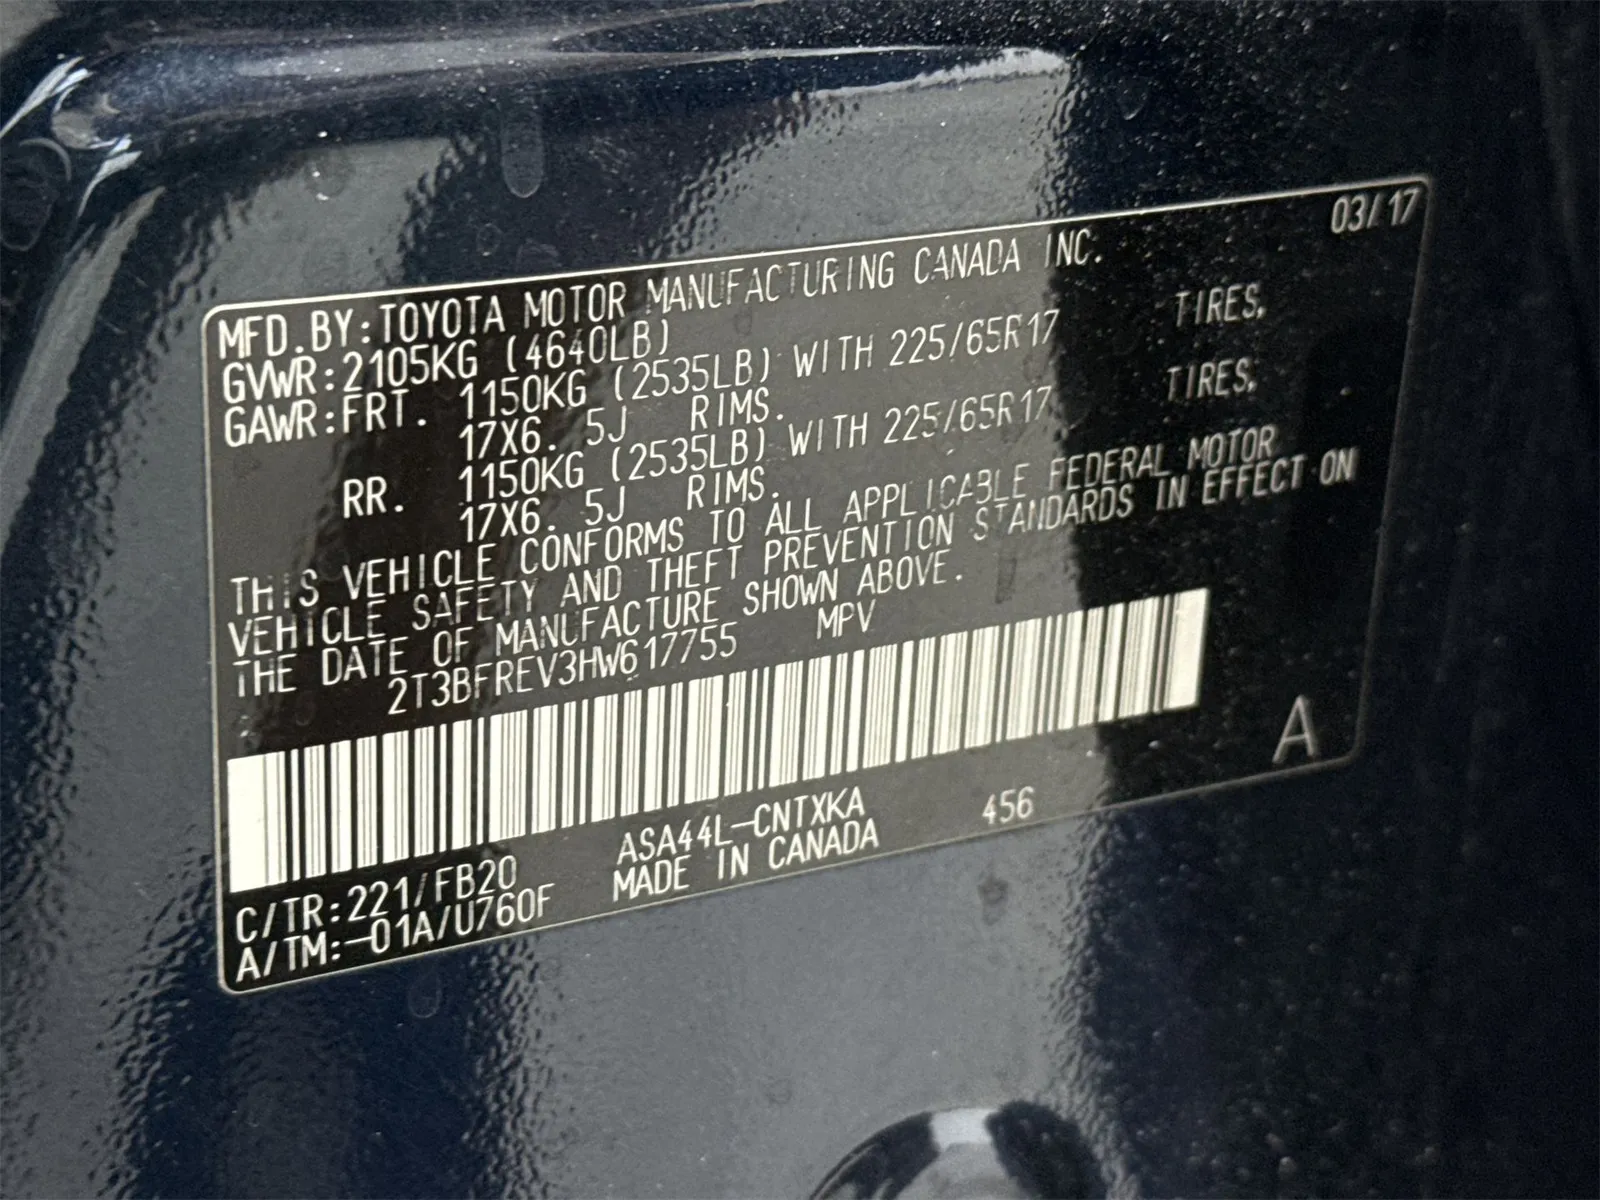 03/17
MFD.BY:TOYOTA MOTOR MANUFACTURING CANADA INC.
GVWR:2105KG (4640LB)
GAWR:FRT. 1150KG (2535LB) WITH 225/65R17 TIRES,
17X6.5J RIMS.
RR. 1150KG (2535LB) WITH 225/65R17 TIRES,
17X6.5J RIMS.
THIS VEHICLE CONFORMS TO ALL APPLICABLE FEDERAL MOTOR
VEHICLE SAFETY AND THEFT PREVENTION STANDARDS IN EFFECT ON
THE DATE OF MANUFACTURE SHOWN ABOVE.
2T3BFREV3HW617755 MPV
A
C/TR:221/FB20 ASA44L-CNTXKA 456
A/TM:-01A/U760F MADE IN CANADA